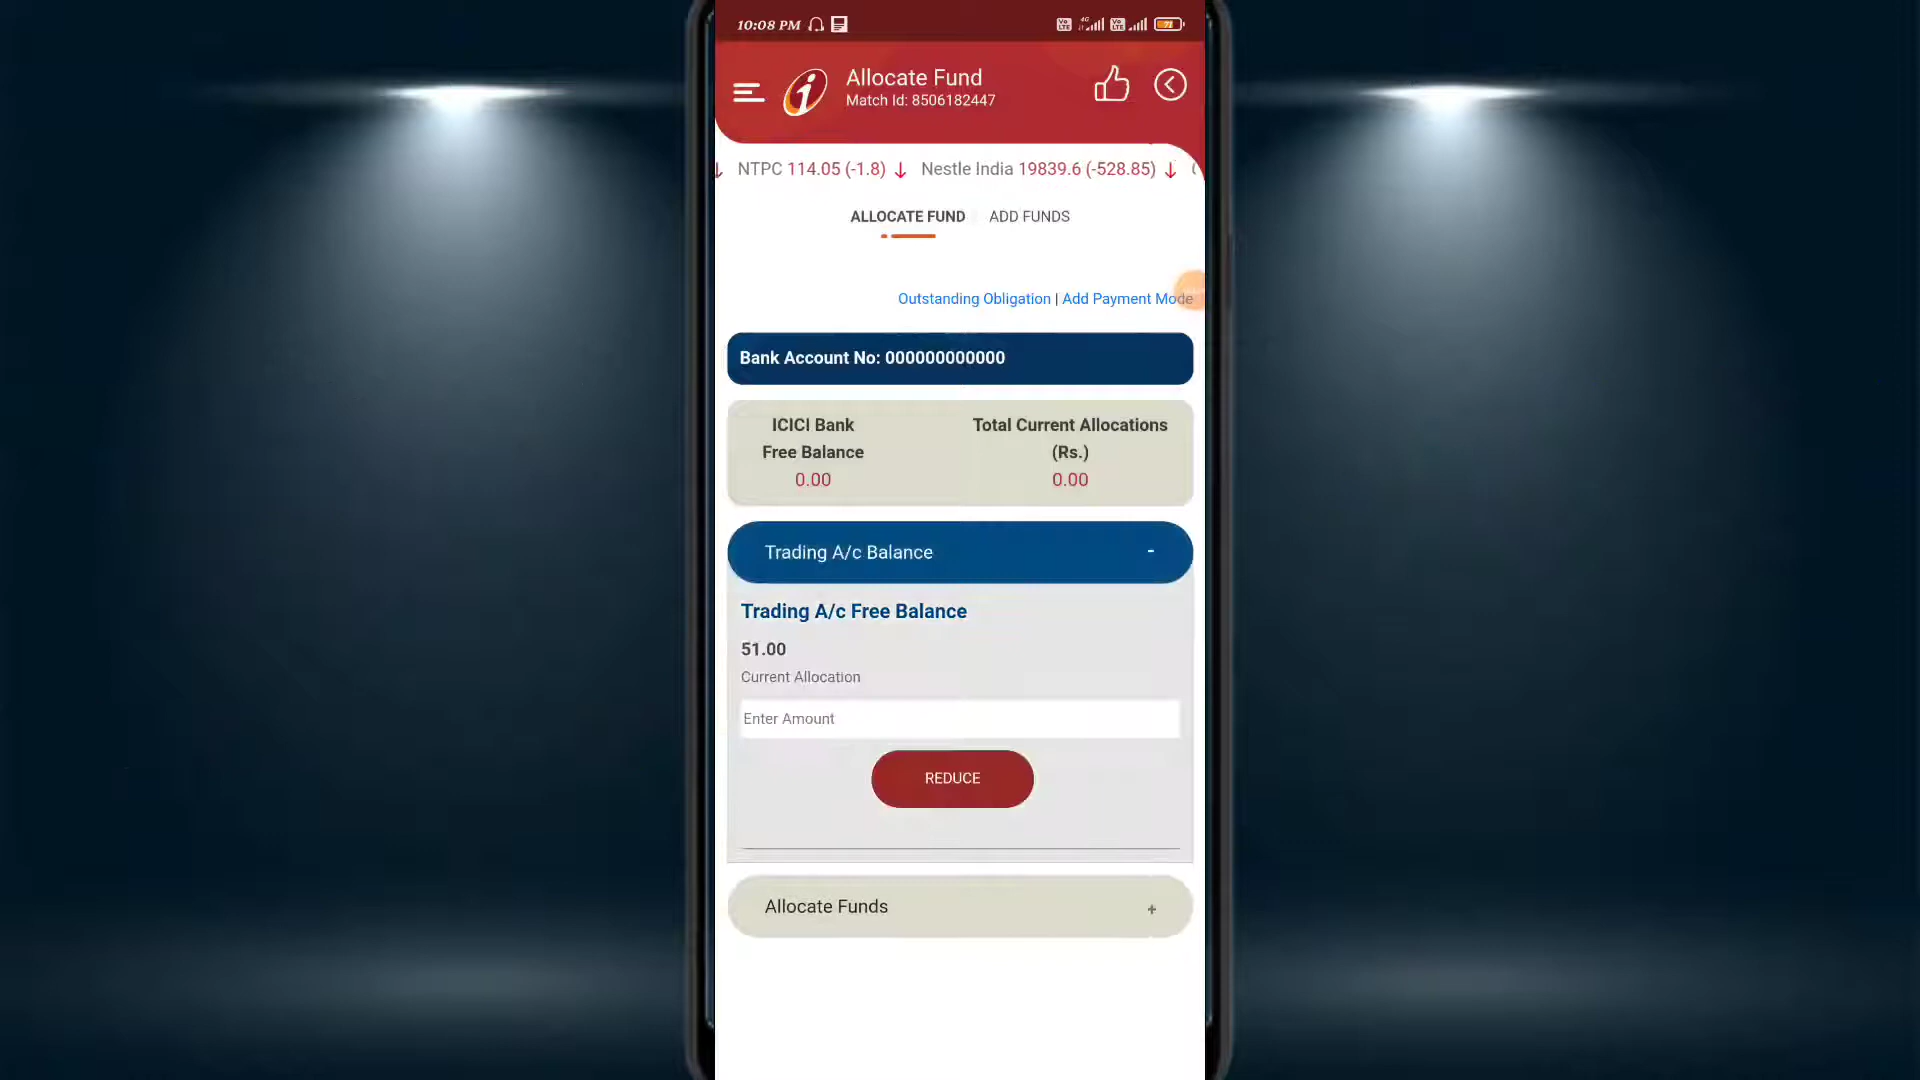 10:08 PM
71
Allocate Fund
Match Id: 8506182447
NTPC 114.05 (-1.8) ↓ Nestle India 19839.6 (-528.85) ↓
ALLOCATE FUND ADD FUNDS
Outstanding Obligation | Add Payment Mode
Bank Account No: 000000000000
ICICI Bank
Free Balance
0.00
Total Current Allocations
(Rs.)
0.00
Trading A/c Balance -
Trading A/c Free Balance
51.00
Current Allocation
Enter Amount
REDUCE
Allocate Funds +